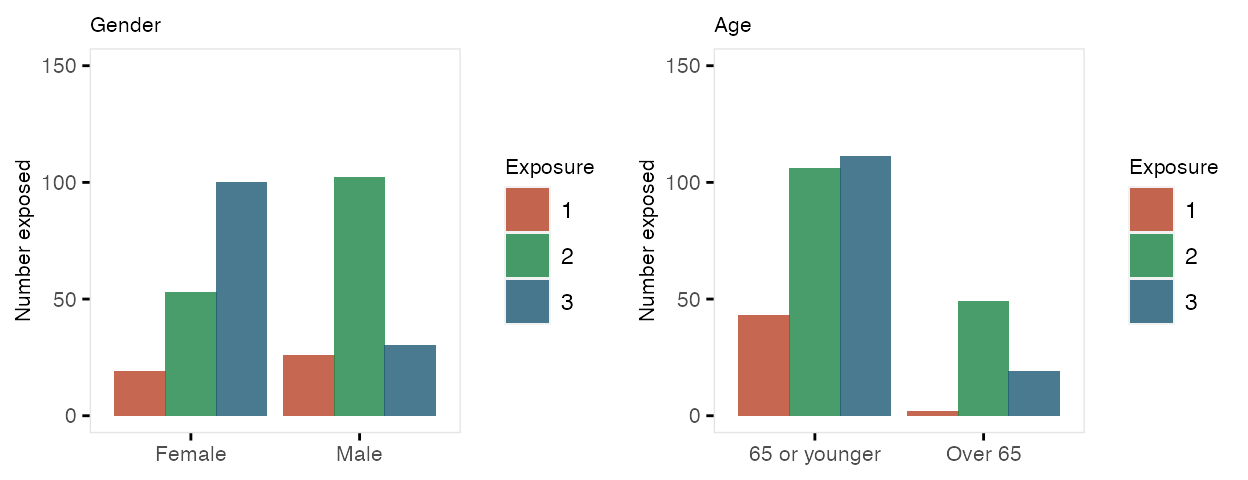 Gender
150
100
50
0
Number exposed
Female
Male
Exposure
1
2
3
Age
150
100
50
0
Number exposed
65 or younger
Over 65
Exposure
1
2
3